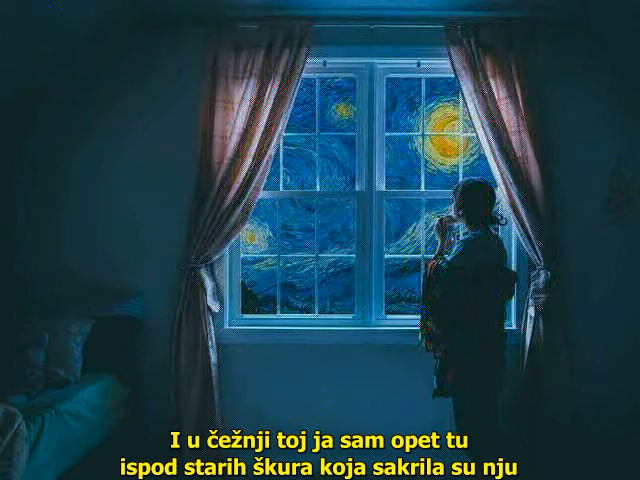 I u čežnji toj ja sam opet tu
ispod starih škura koja sakrila su nju